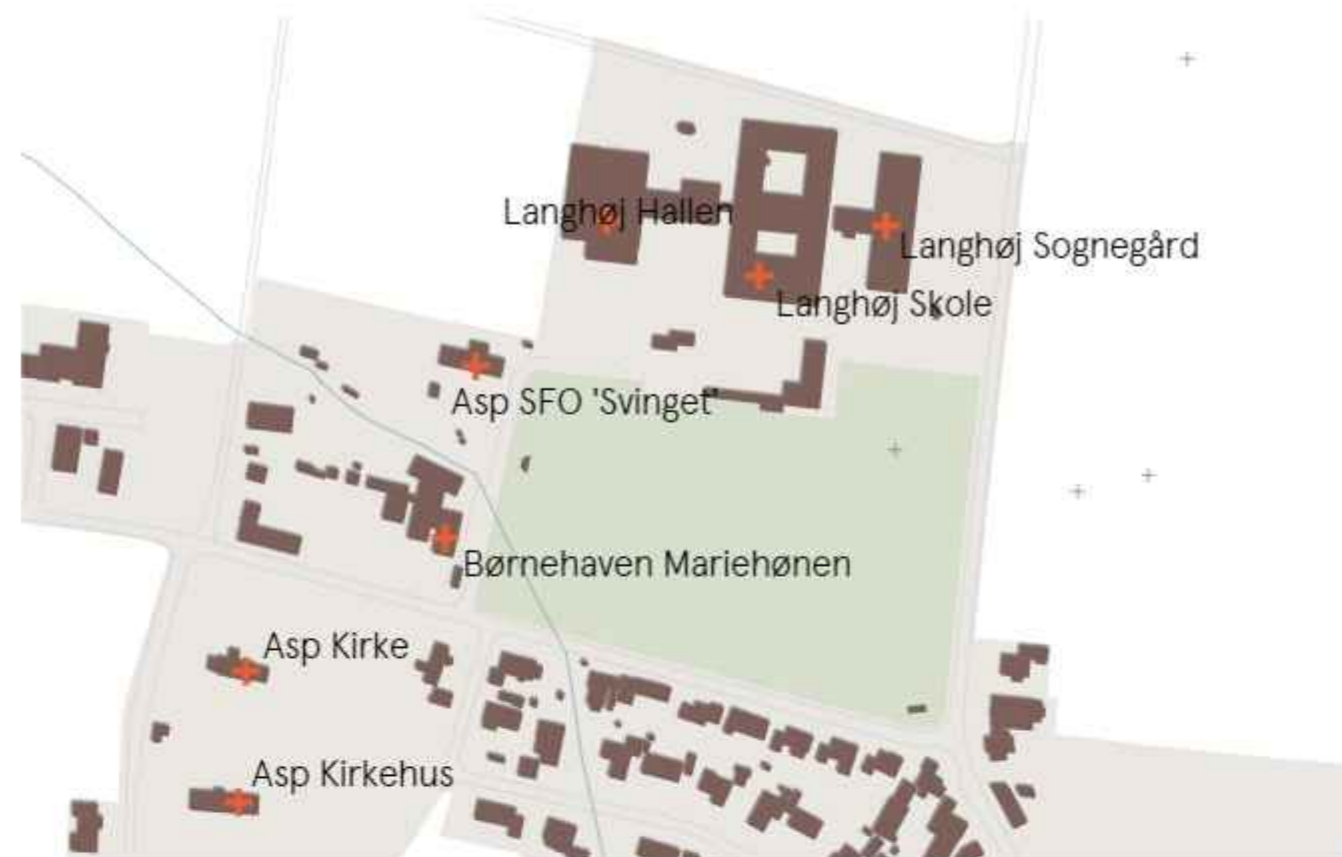 Langhøj Hallen
Langhøj Sognegård
Langhøj Skole
Asp SFO 'Svinget'
Børnehaven Mariehønen
Asp Kirke
Asp Kirkehus